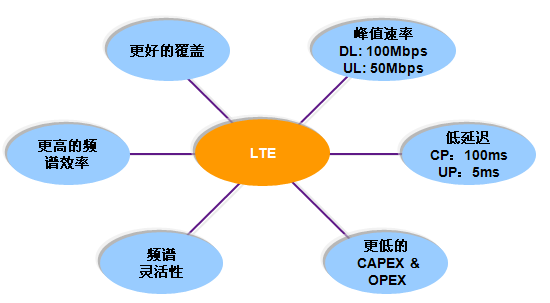 更好的覆盖
峰值速率
DL: 100Mbps
UL: 50Mbps
更高的频
谱效率
LTE
低延迟
CP：100ms
UP：5ms
频谱
灵活性
更低的
CAPEX &
OPEX